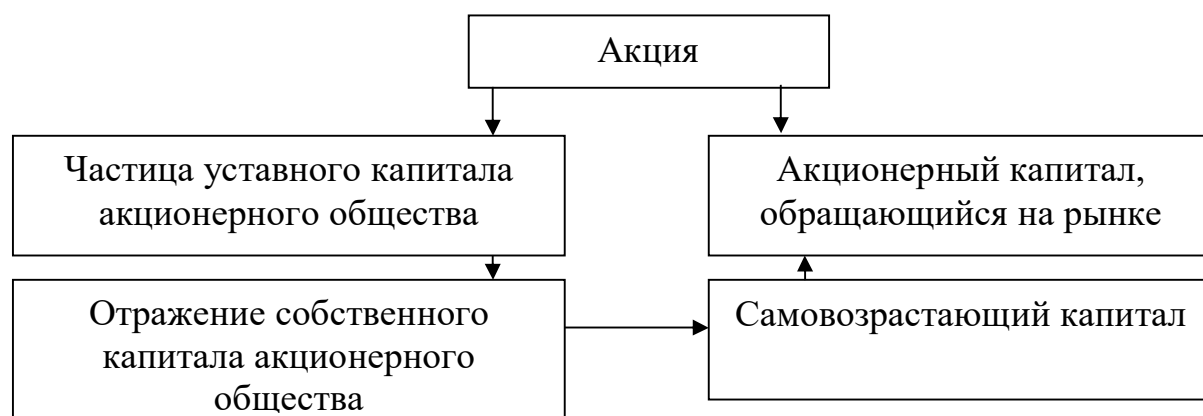 Акция
Частица уставного капитала
акционерного общества
Акционерный капитал,
обращающийся на рынке
Отражение собственного
капитала акционерного
общества
Самовозрастающий капитал